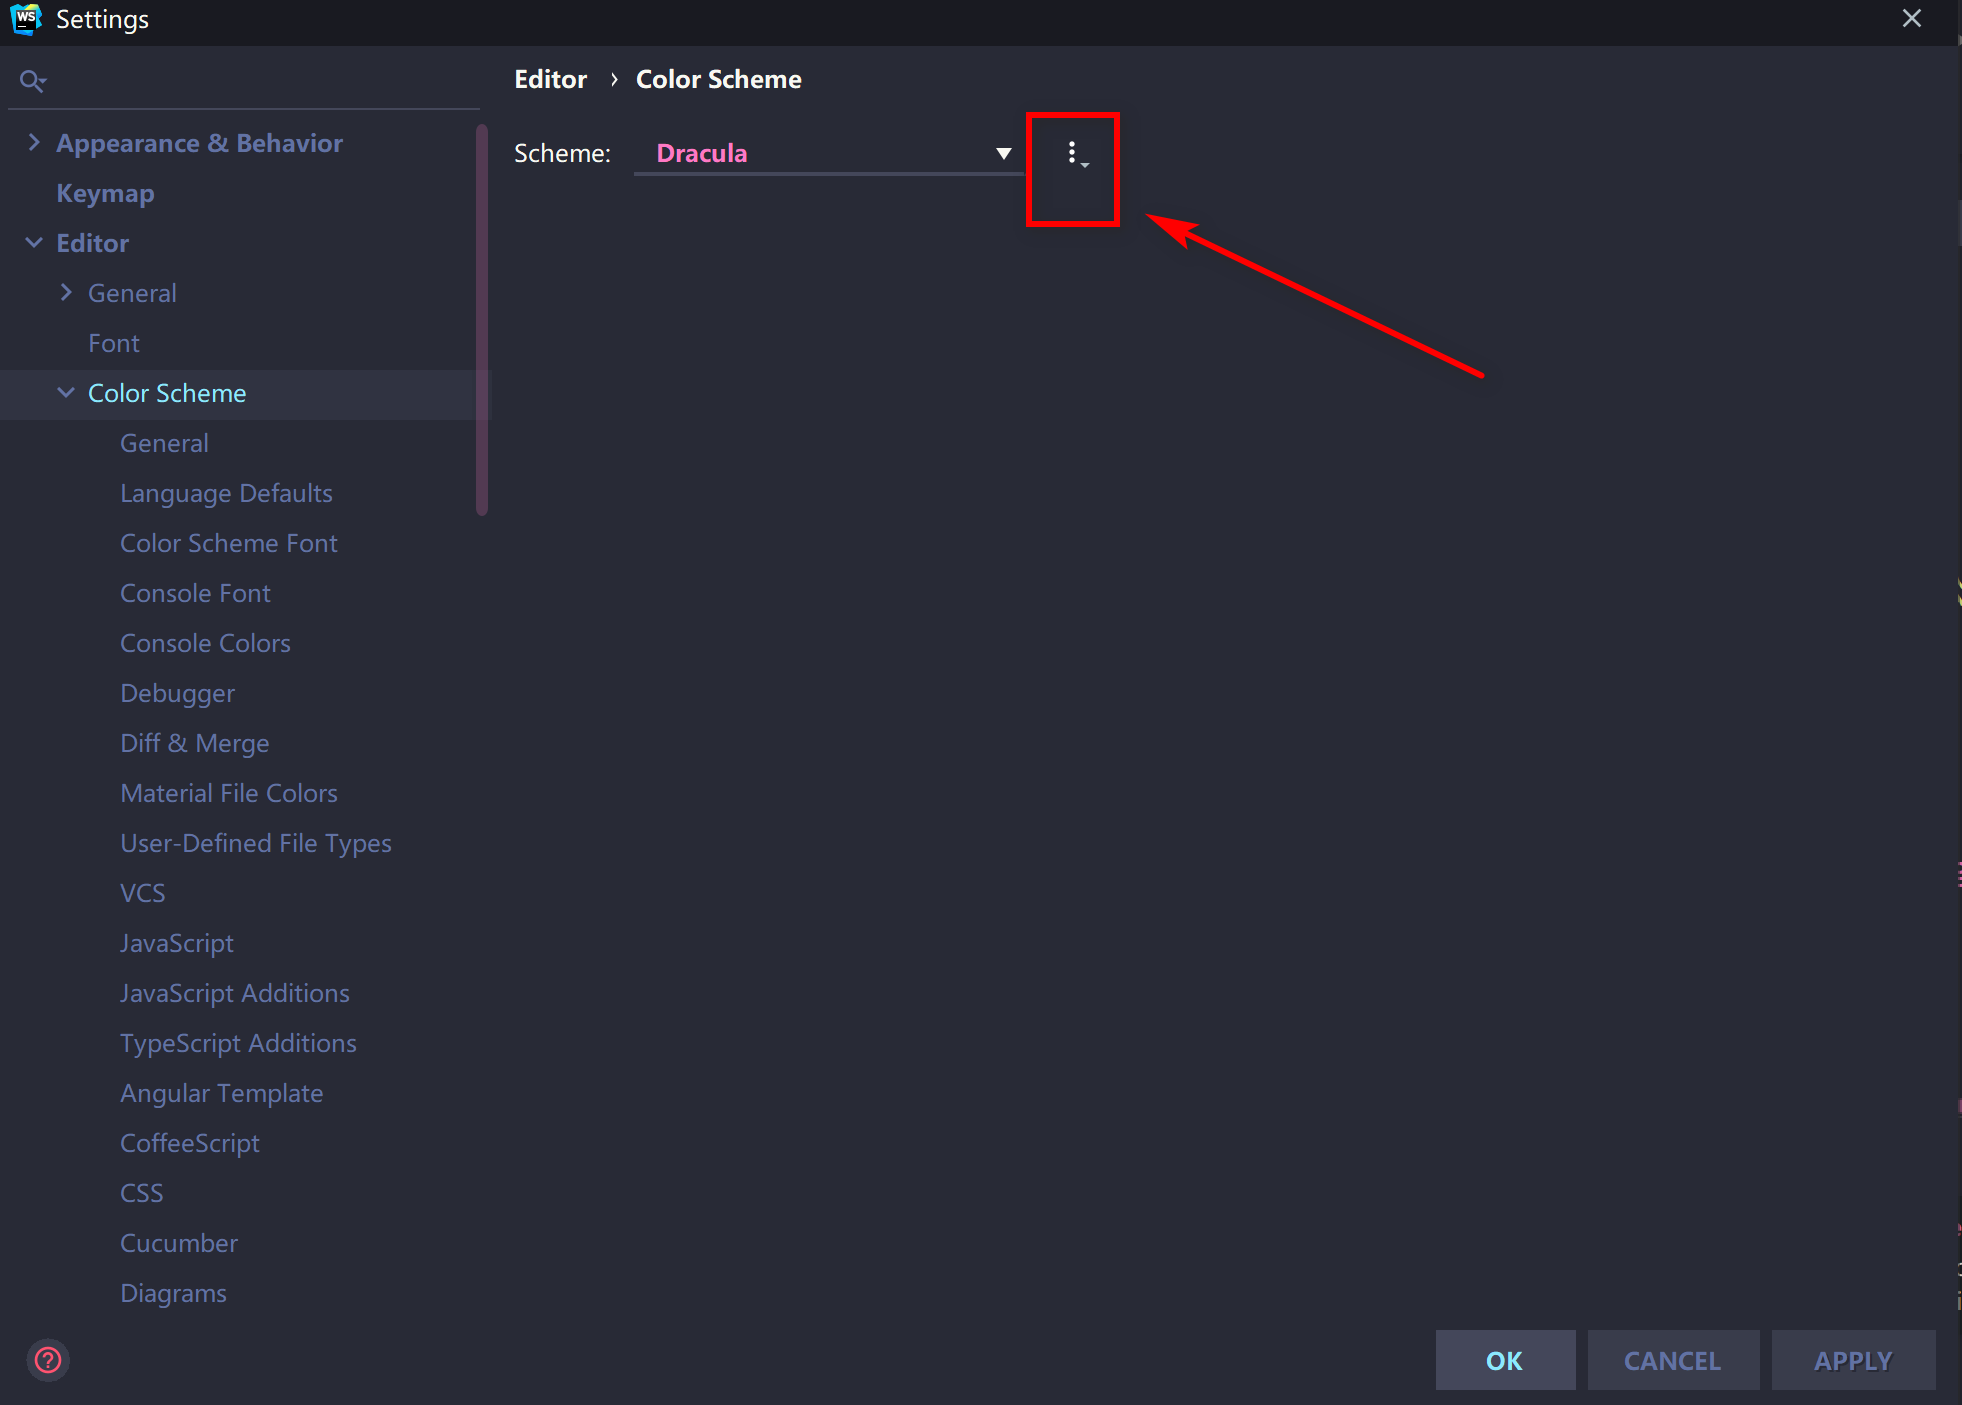 WS Settings
Editor › Color Scheme
Scheme: Dracula
Appearance & Behavior
Keymap
Editor
General
Font
Color Scheme
General
Language Defaults
Color Scheme Font
Console Font
Console Colors
Debugger
Diff & Merge
Material File Colors
User-Defined File Types
VCS
JavaScript
JavaScript Additions
TypeScript Additions
Angular Template
CoffeeScript
CSS
Cucumber
Diagrams
?
OK CANCEL APPLY